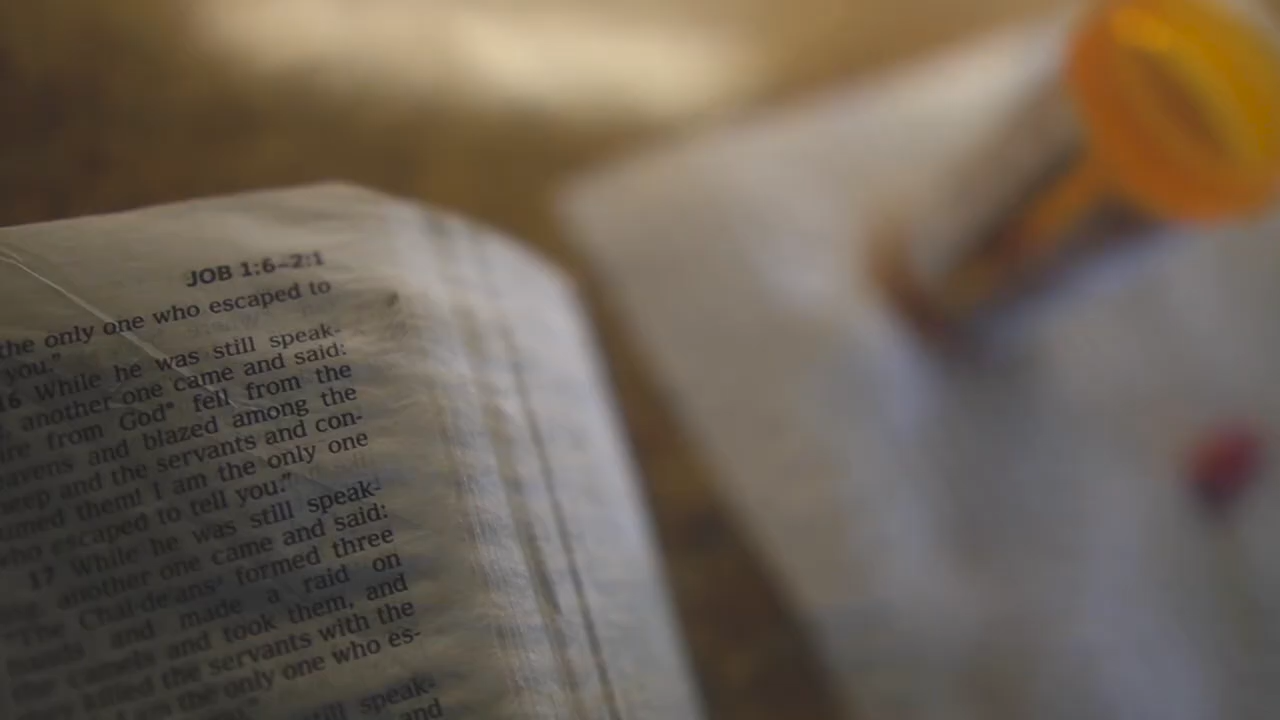 JOB 1:6–2:1
the only one who escaped to
you.”
16 While he was still speak-
another one came and said:
from God* fell from the
and blazed among the
and the servants and con-
them! I am the only one
who escaped to tell you.”
17 While he was still speak-
another one came and said:
“The Chal·de′ans* formed three
and made a raid on
the camels and took them, and
killed the servants with the
I am the only one who es-
still speak-
and